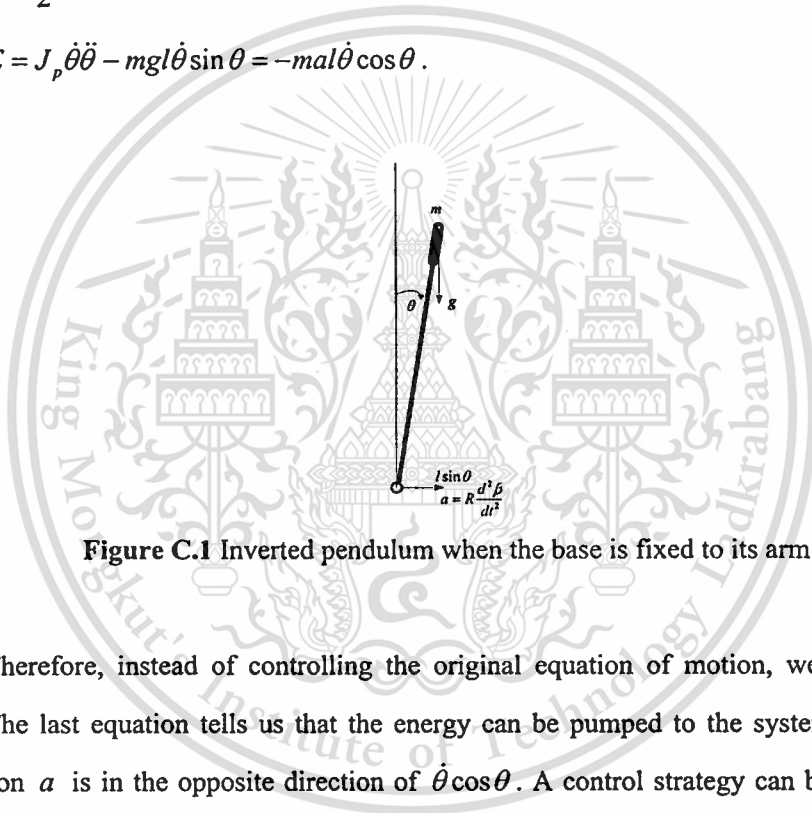 2
= J_p θ̇θ̈ − mglθ̇ sin θ = −malθ̇ cos θ .
m
θ
g
l sin θ
a = R d²β/dt²
Figure C.1 Inverted pendulum when the base is fixed to its arm
herefore, instead of controlling the original equation of motion, we
he last equation tells us that the energy can be pumped to the system
on a is in the opposite direction of θ̇ cos θ . A control strategy can b
King Mongkut's Institute of Technology Ladkrabang